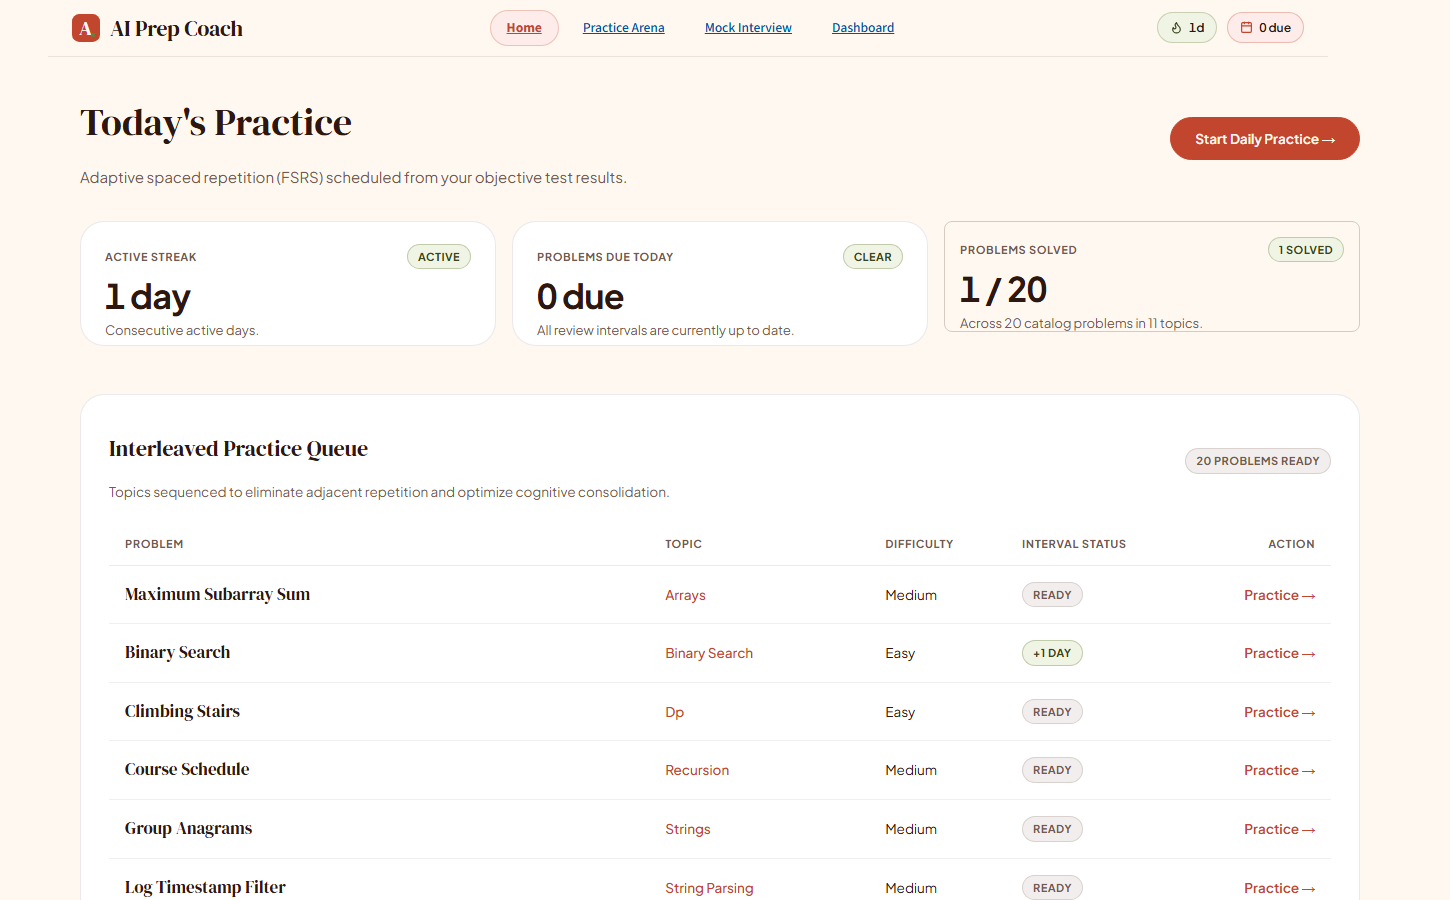 A AI Prep Coach
Home Practice Arena Mock Interview Dashboard
1d 0 due
Today's Practice
Start Daily Practice →
Adaptive spaced repetition (FSRS) scheduled from your objective test results.
ACTIVE STREAK ACTIVE
1 day
Consecutive active days.
PROBLEMS DUE TODAY CLEAR
0 due
All review intervals are currently up to date.
PROBLEMS SOLVED 1 SOLVED
1 / 20
Across 20 catalog problems in 11 topics.
Interleaved Practice Queue
20 PROBLEMS READY
Topics sequenced to eliminate adjacent repetition and optimize cognitive consolidation.
PROBLEM TOPIC DIFFICULTY INTERVAL STATUS ACTION
Maximum Subarray Sum Arrays Medium READY Practice →
Binary Search Binary Search Easy +1 DAY Practice →
Climbing Stairs Dp Easy READY Practice →
Course Schedule Recursion Medium READY Practice →
Group Anagrams Strings Medium READY Practice →
Log Timestamp Filter String Parsing Medium READY Practice →